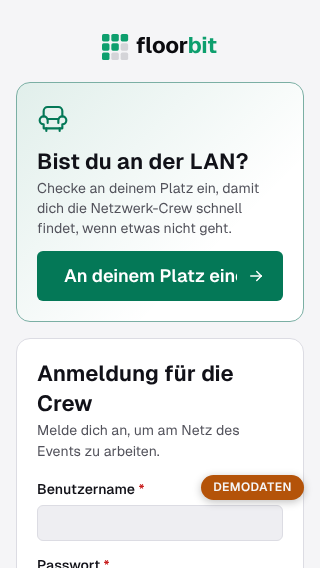 floorbit
Bist du an der LAN?
Checke an deinem Platz ein, damit
dich die Netzwerk-Crew schnell
findet, wenn etwas nicht geht.
An deinem Platz ein
Anmeldung für die
Crew
Melde dich an, um am Netz des
Events zu arbeiten.
Benutzername *
DEMODATEN
Passwort *